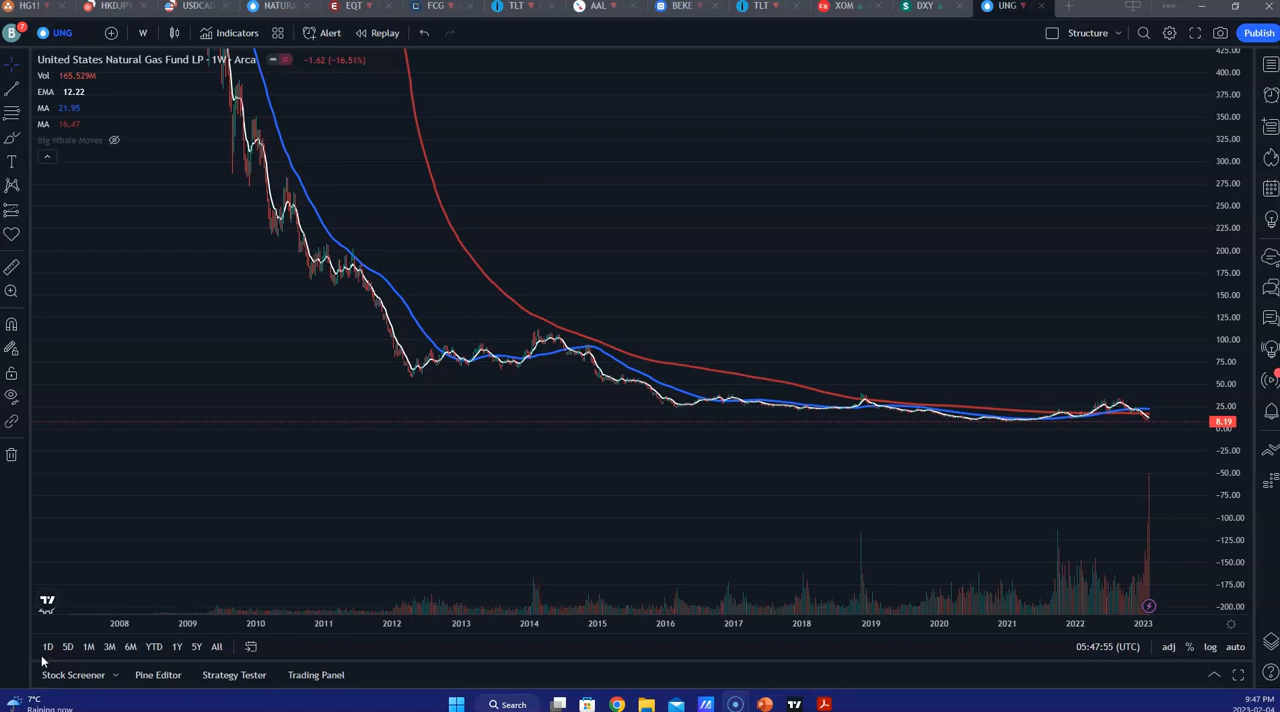 HG1! HKDJPY USDCAD NATURA EQT FCG TLT AAL BEKE TLT XOM DXY UNG
B 7 UNG W Indicators Alert Replay Structure Publish
United States Natural Gas Fund LP · 1W · Arca −1.62 (−16.51%)
Vol 165.529M
EMA 12.22
MA 21.95
MA 16.47
Big Whale Moves
425.00
400.00
375.00
350.00
325.00
300.00
275.00
250.00
225.00
200.00
175.00
150.00
125.00
100.00
75.00
50.00
25.00
8.19
0.00
−25.00
−50.00
−75.00
−100.00
−125.00
−150.00
−175.00
−200.00
2008 2009 2010 2011 2012 2013 2014 2015 2016 2017 2018 2019 2020 2021 2022 2023
1D 5D 1M 3M 6M YTD 1Y 5Y All 05:47:55 (UTC) adj % log auto
Stock Screener Pine Editor Strategy Tester Trading Panel
7°C
Raining now
Search
9:47 PM
2023-02-04